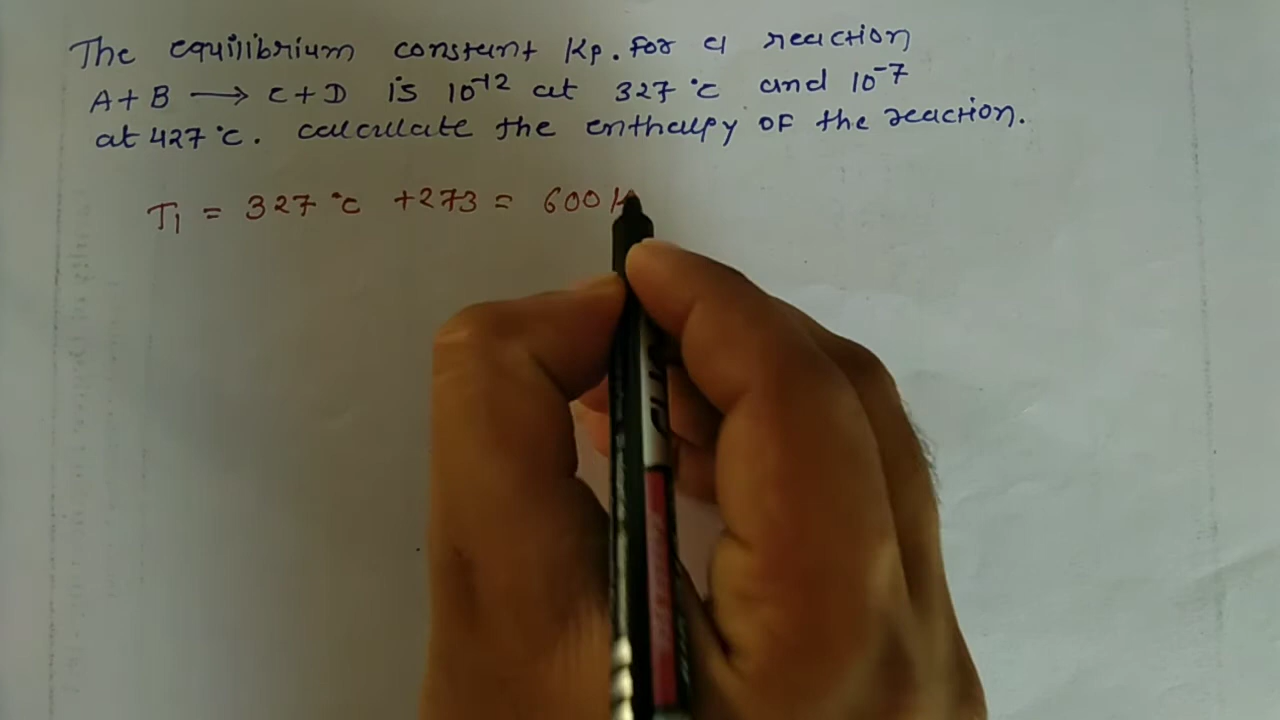 The equilibrium constant Kp. for a reaction
A + B → C + D is 10⁻¹² at 327 °C and 10⁻⁷
at 427 °C. calculate the enthalpy of the reaction.
T₁ = 327 °C + 273 = 600 K